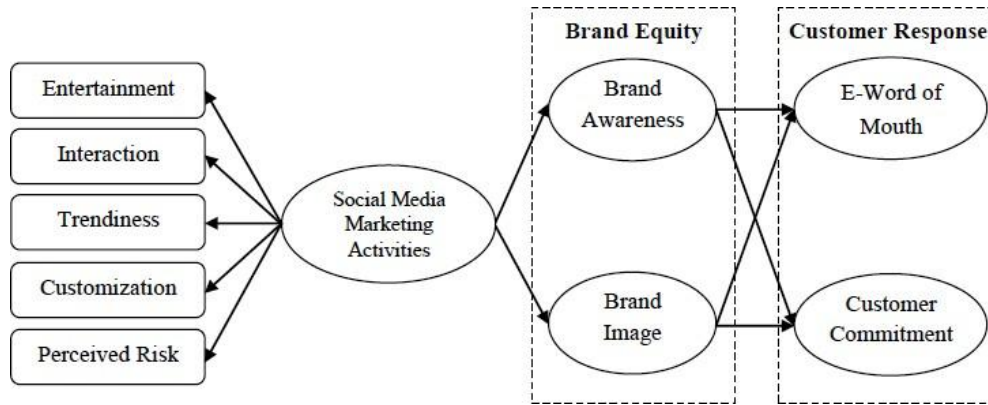 Entertainment
Interaction
Trendiness
Customization
Perceived Risk
Social Media
Marketing
Activities
Brand Equity
Brand
Awareness
Brand
Image
Customer Response
E-Word of
Mouth
Customer
Commitment